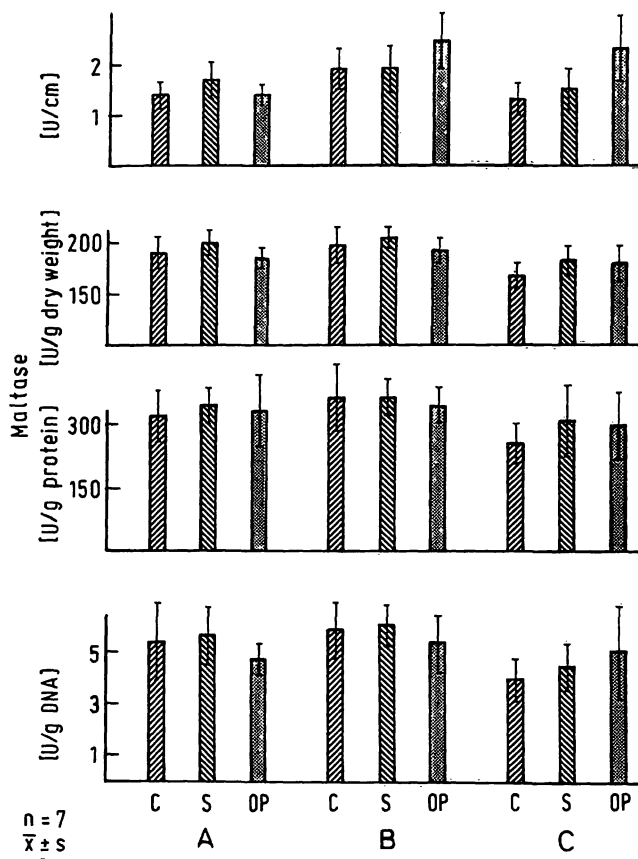 [U/cm]
2
1
Maltase
[U/g dry weight]
200
150
[U/g protein]
300
150
[U/g DNA]
5
3
1
C S OP C S OP C S OP
A B C
n = 7
x̅ ± s